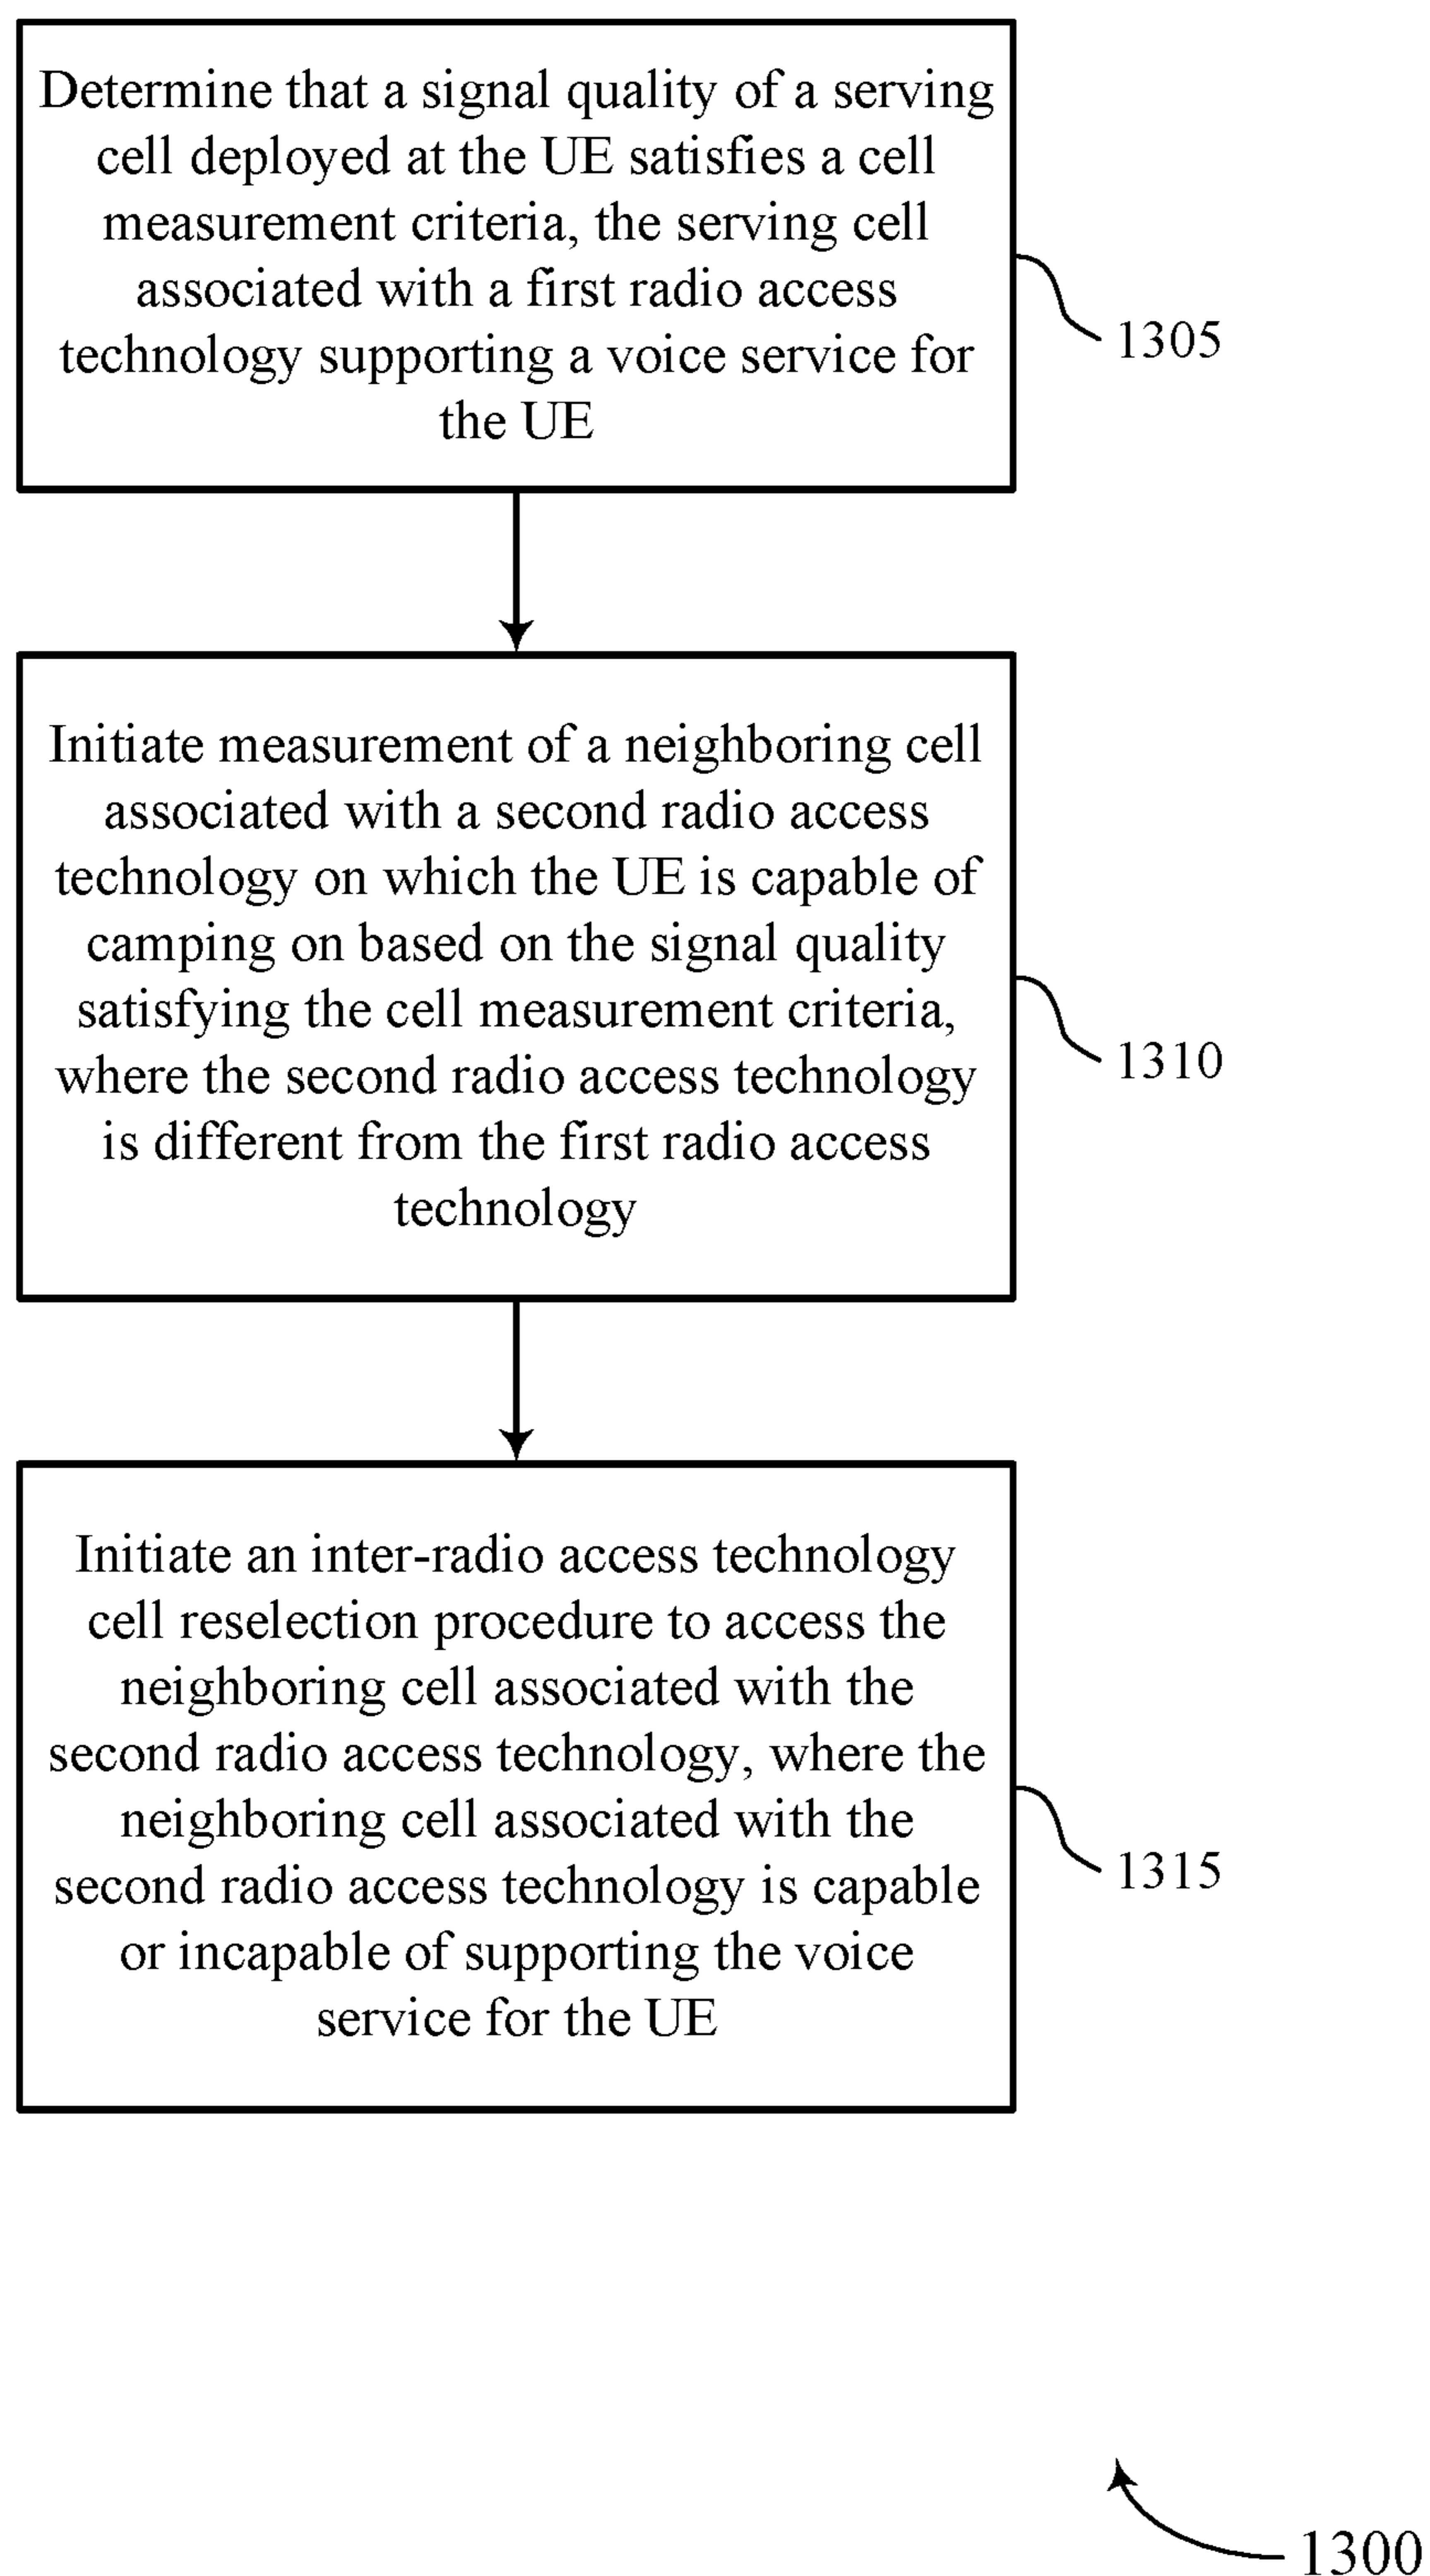 Determine that a signal quality of a serving
cell deployed at the UE satisfies a cell
measurement criteria, the serving cell
associated with a first radio access
technology supporting a voice service for
the UE
1305
Initiate measurement of a neighboring cell
associated with a second radio access
technology on which the UE is capable of
camping on based on the signal quality
satisfying the cell measurement criteria,
where the second radio access technology
is different from the first radio access
technology
1310
Initiate an inter-radio access technology
cell reselection procedure to access the
neighboring cell associated with the
second radio access technology, where the
neighboring cell associated with the
second radio access technology is capable
or incapable of supporting the voice
service for the UE
1315
1300